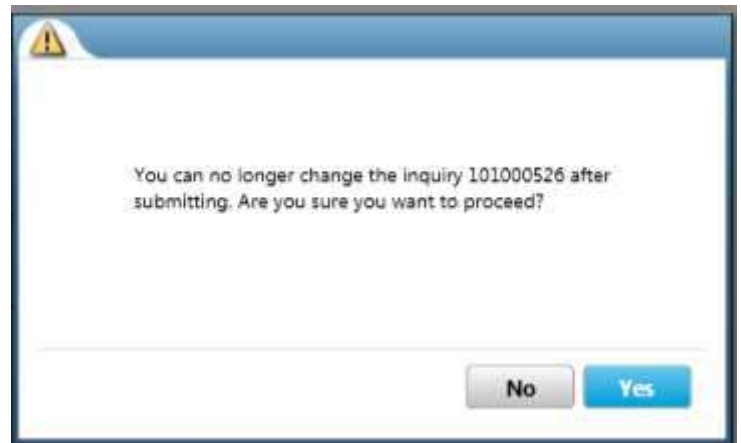 You can no longer change the inquiry 101000526 after
submitting. Are you sure you want to proceed?
No
Yes